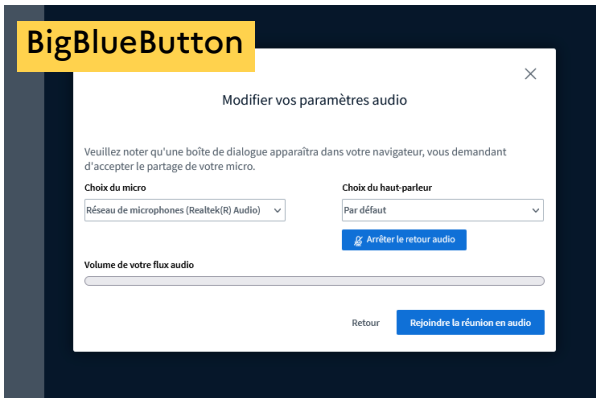 BigBlueButton
Modifier vos paramètres audio
Veuillez noter qu'une boîte de dialogue apparaîtra dans votre navigateur, vous demandant
d'accepter le partage de votre micro.
Choix du micro
Choix du haut-parleur
Réseau de microphones (Realtek(R) Audio)
Par défaut
Arrêter le retour audio
Volume de votre flux audio
Retour
Rejoindre la réunion en audio